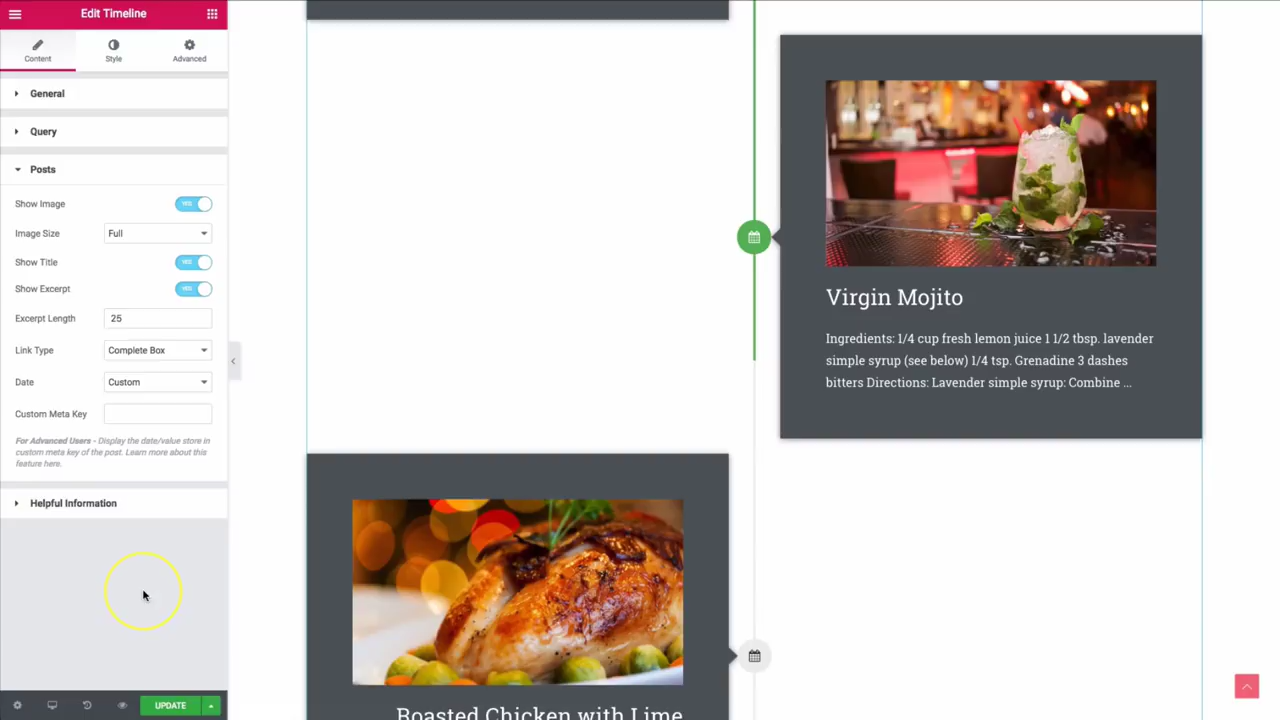 Edit Timeline
Content
Style
Advanced
General
Query
Posts
Show Image
YES
Image Size
Full
Show Title
YES
Show Excerpt
YES
Excerpt Length
25
Link Type
Complete Box
Date
Custom
Custom Meta Key
For Advanced Users - Display the date/value store in
custom meta key of the post. Learn more about this
feature here.
Helpful Information
UPDATE
Virgin Mojito
Ingredients: 1/4 cup fresh lemon juice 1 1/2 tbsp. lavender
simple syrup (see below) 1/4 tsp. Grenadine 3 dashes
bitters Directions: Lavender simple syrup: Combine ...
Roasted Chicken with Lime